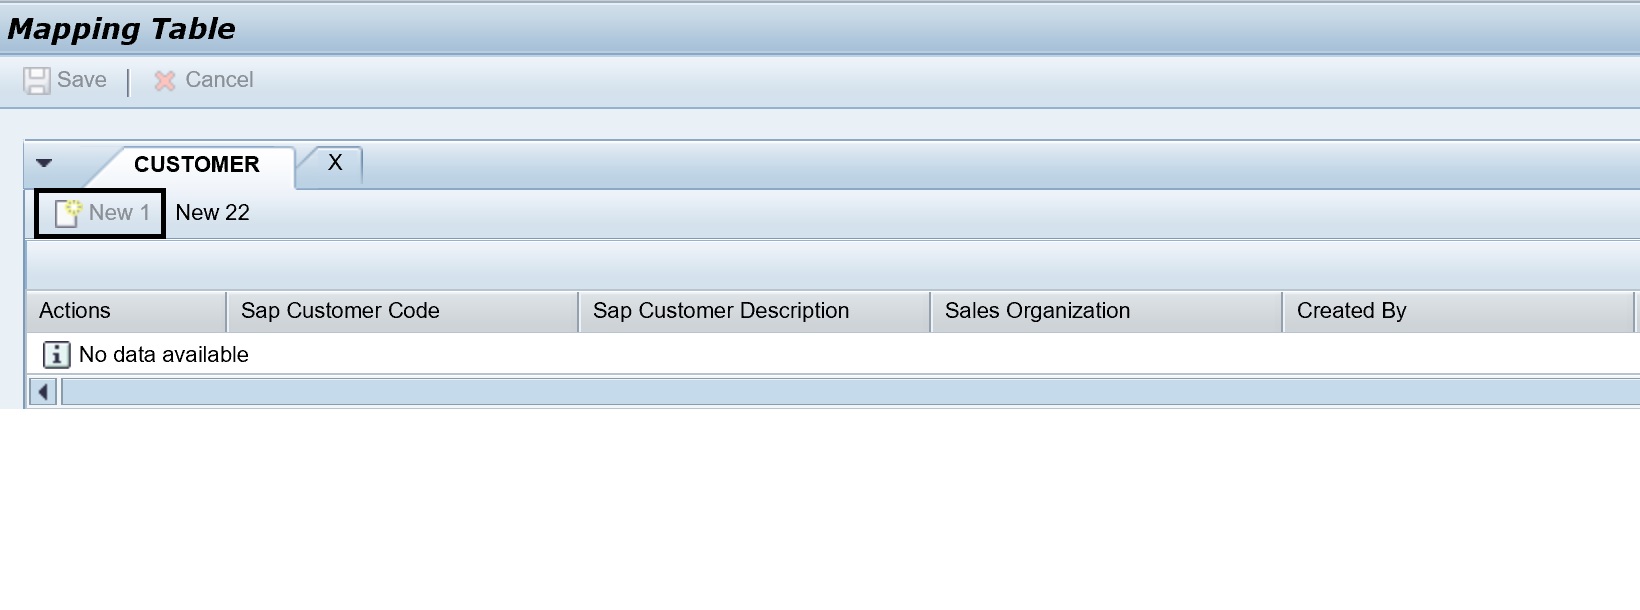 Mapping Table
Save | Cancel
CUSTOMER X
New 1 New 22
Actions Sap Customer Code Sap Customer Description Sales Organization Created By
No data available